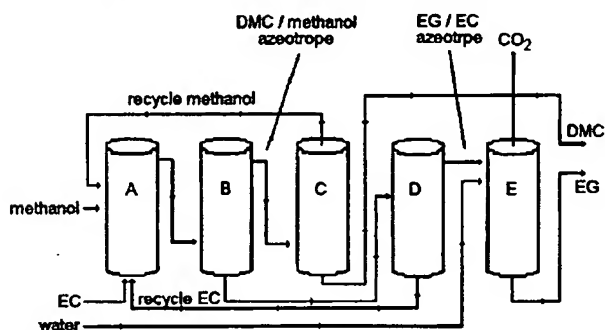 DMC / methanol
azeotrope
EG / EC
azeotrpe
CO2
recycle methanol
DMC
A
B
C
D
E
EG
methanol
EC
recycle EC
water